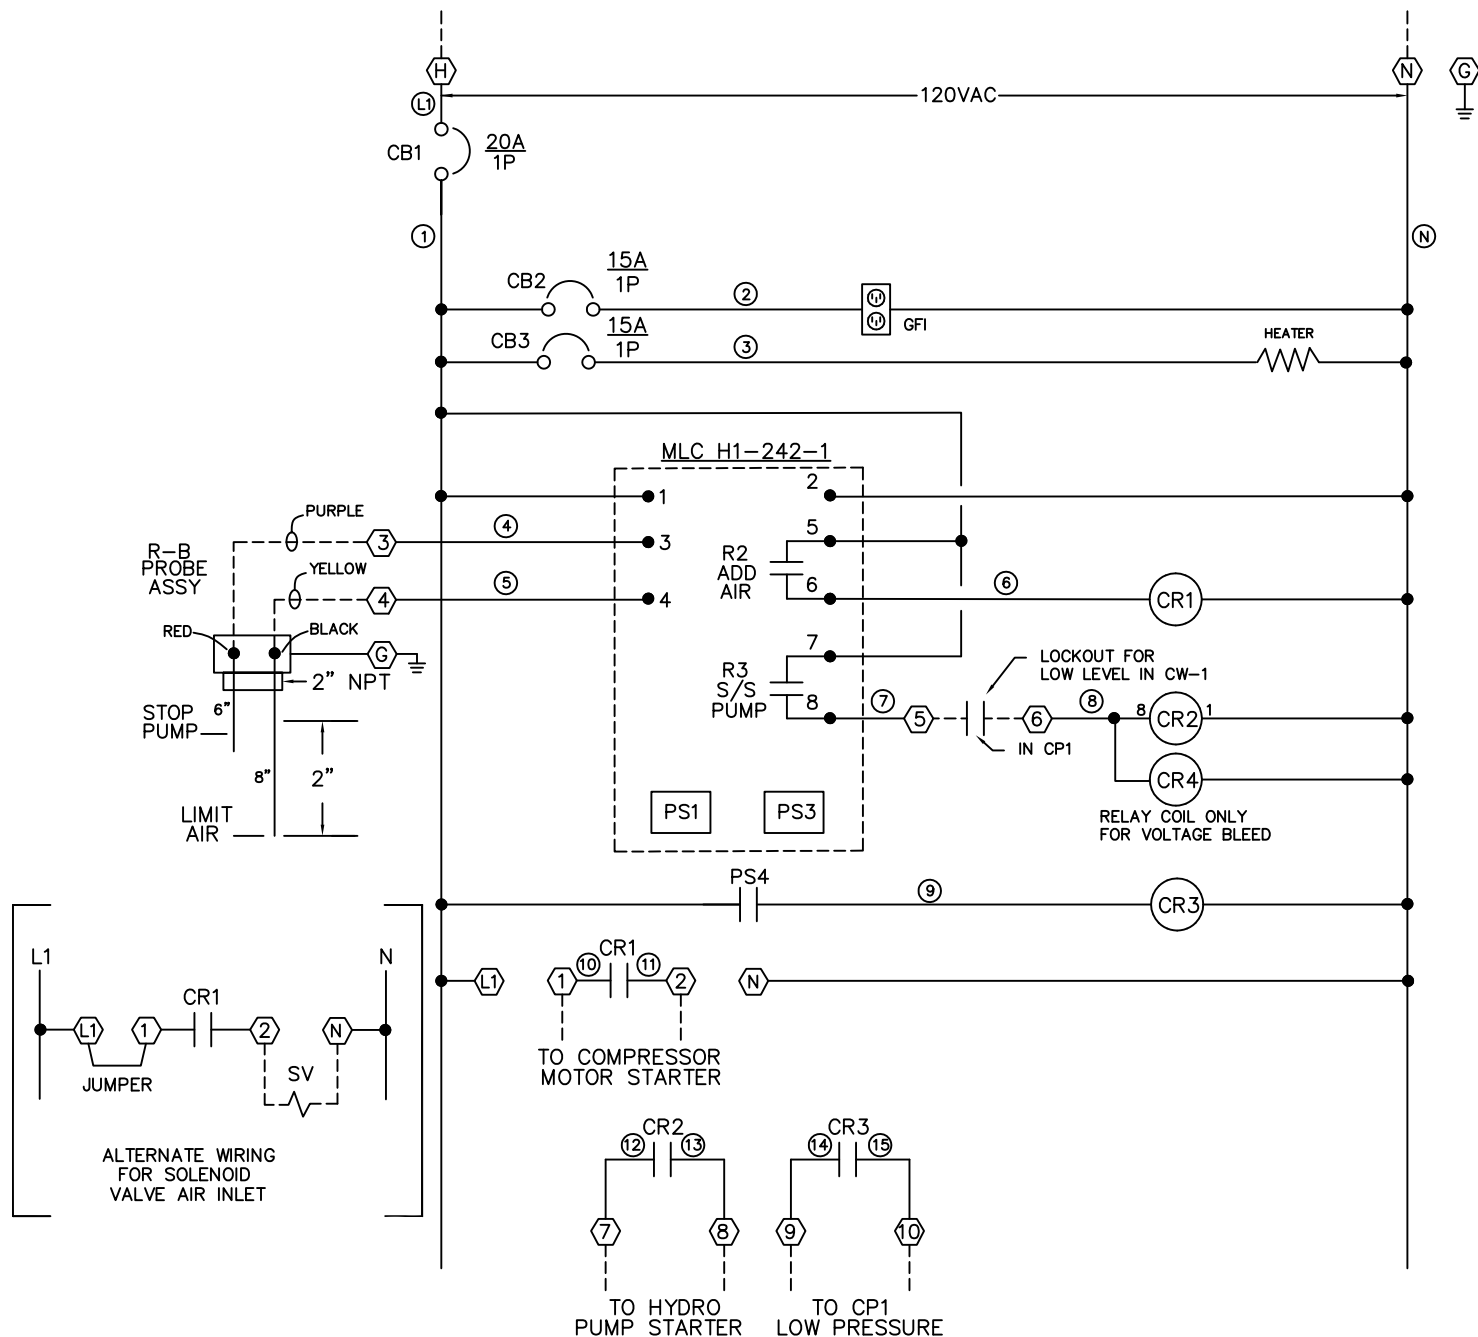 H
N
G
L1
120VAC
CB1
20A
1P
1
N
CB2
15A
1P
2
GFI
CB3
15A
1P
3
HEATER
MLC H1-242-1
1
2
PURPLE
3
4
3
5
R-B
PROBE
ASSY
YELLOW
4
5
4
R2
ADD
AIR
6
6
CR1
RED
BLACK
G
2" NPT
6"
STOP
PUMP
8"
2"
LIMIT
AIR
7
R3
S/S
PUMP
8
7
5
LOCKOUT FOR
LOW LEVEL IN CW-1
IN CP1
6
8
8
CR2
1
CR4
RELAY COIL ONLY
FOR VOLTAGE BLEED
PS1
PS3
PS4
9
CR3
L1
1
10
CR1
11
2
N
TO COMPRESSOR
MOTOR STARTER
L1
N
L1
1
CR1
2
N
JUMPER
SV
ALTERNATE WIRING
FOR SOLENOID
VALVE AIR INLET
CR2
12
13
7
8
TO HYDRO
PUMP STARTER
CR3
14
15
9
10
TO CP1
LOW PRESSURE